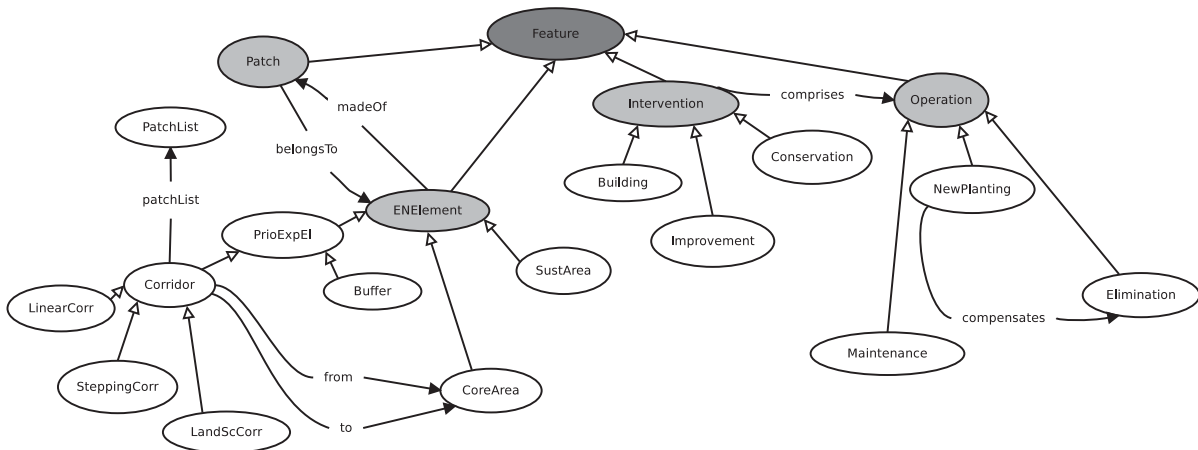 Feature
Patch
madeOf
comprises
Intervention
Operation
PatchList
belongsTo
Conservation
Building
NewPlanting
patchList
ENElement
PrioExpEl
Improvement
SustArea
Corridor
Buffer
Elimination
LinearCorr
compensates
Maintenance
from
SteppingCorr
CoreArea
to
LandScCorr